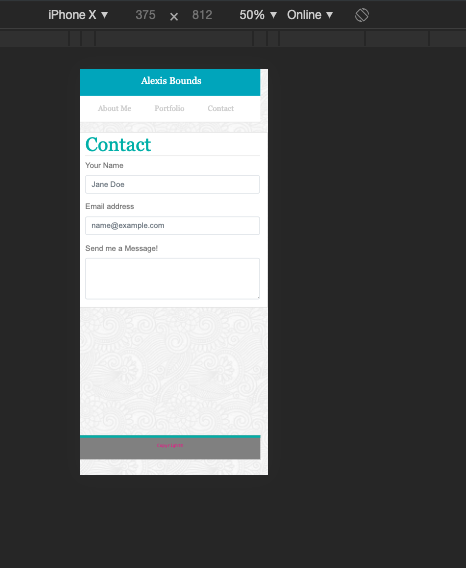 iPhone X ▼ 375 × 812 50% ▼ Online ▼
Alexis Bounds
About Me Portfolio Contact
Contact
Your Name
Jane Doe
Email address
name@example.com
Send me a Message!